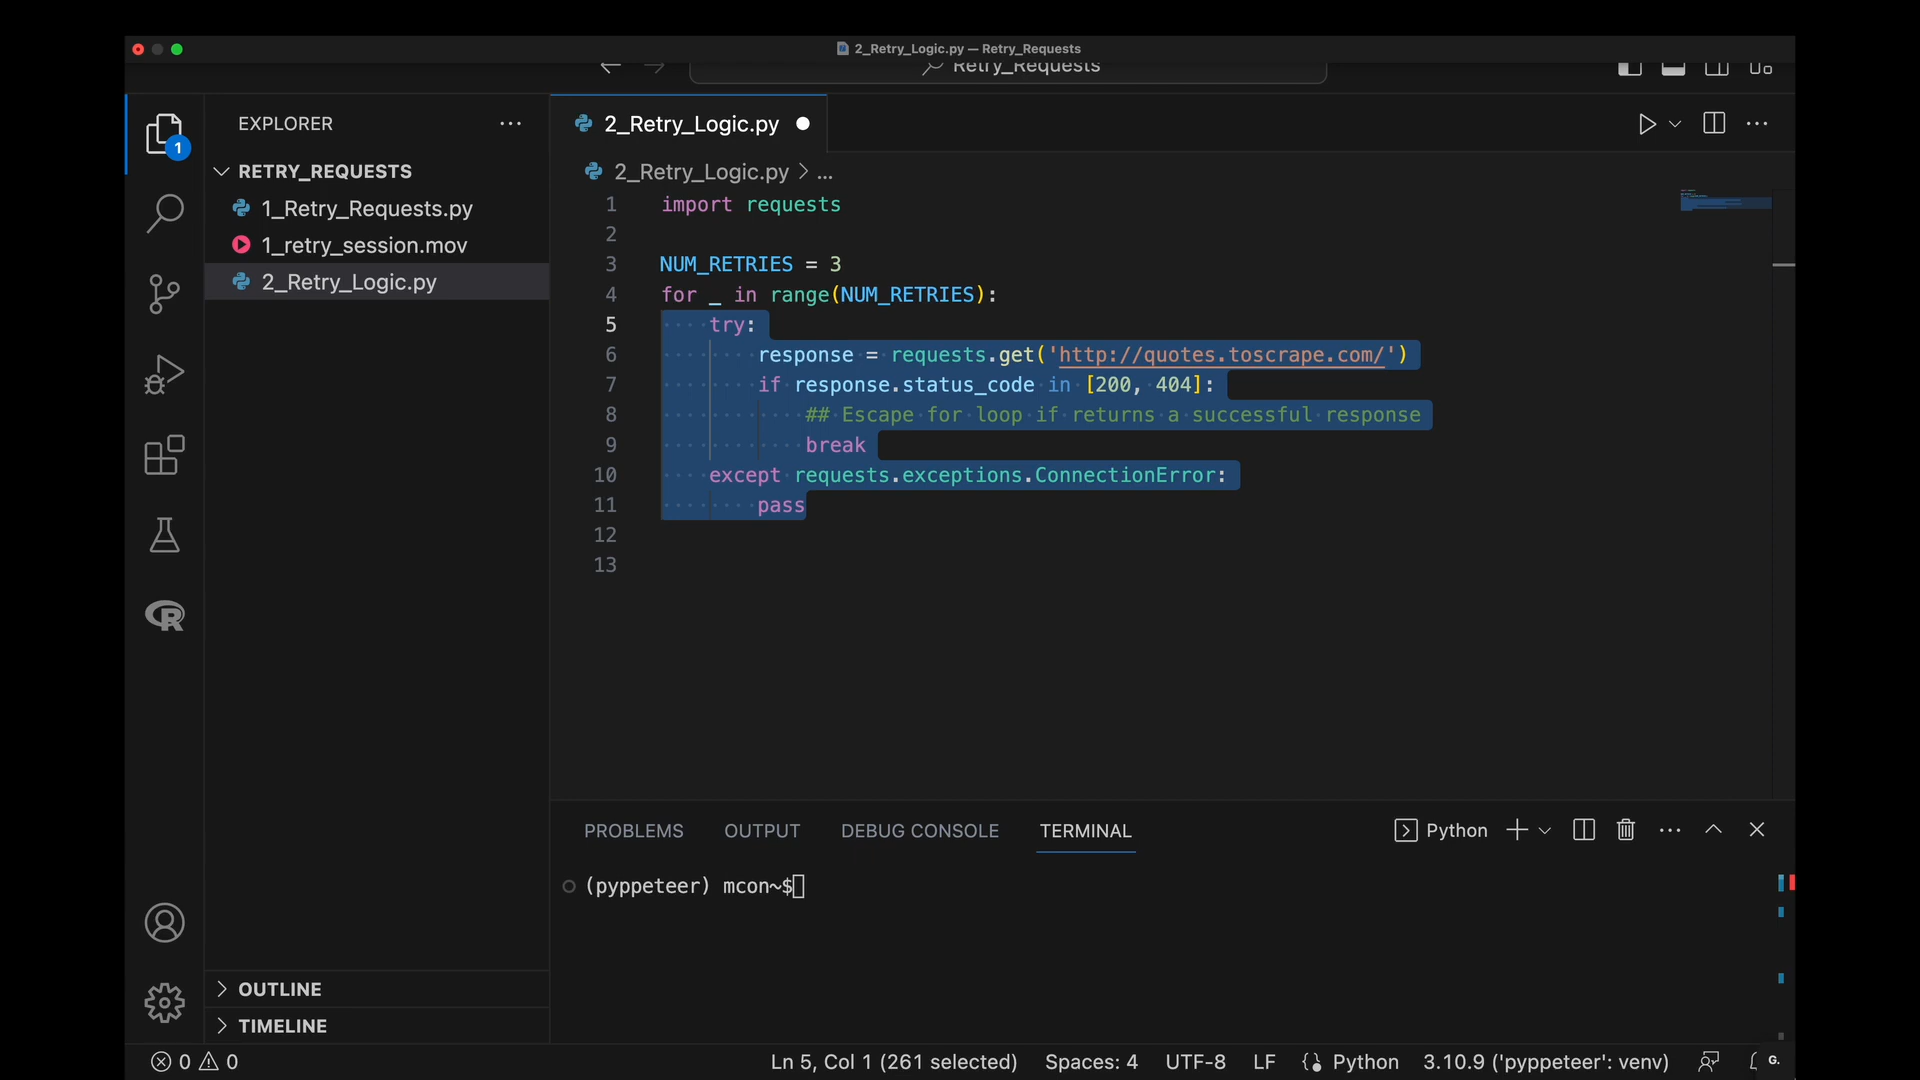 2_Retry_Logic.py — Retry_Requests
Retry_Requests
EXPLORER
1
RETRY_REQUESTS
1_Retry_Requests.py
1_retry_session.mov
2_Retry_Logic.py
2_Retry_Logic.py
2_Retry_Logic.py > ...
1 import requests
2
3 NUM_RETRIES = 3
4 for _ in range(NUM_RETRIES):
5 try:
6 response = requests.get('http://quotes.toscrape.com/')
7 if response.status_code in [200, 404]:
8 ## Escape for loop if returns a successful response
9 break
10 except requests.exceptions.ConnectionError:
11 pass
12
13
PROBLEMS OUTPUT DEBUG CONSOLE TERMINAL Python
(pyppeteer) mcon~$
OUTLINE
TIMELINE
0 0 Ln 5, Col 1 (261 selected) Spaces: 4 UTF-8 LF {} Python 3.10.9 ('pyppeteer': venv) G.